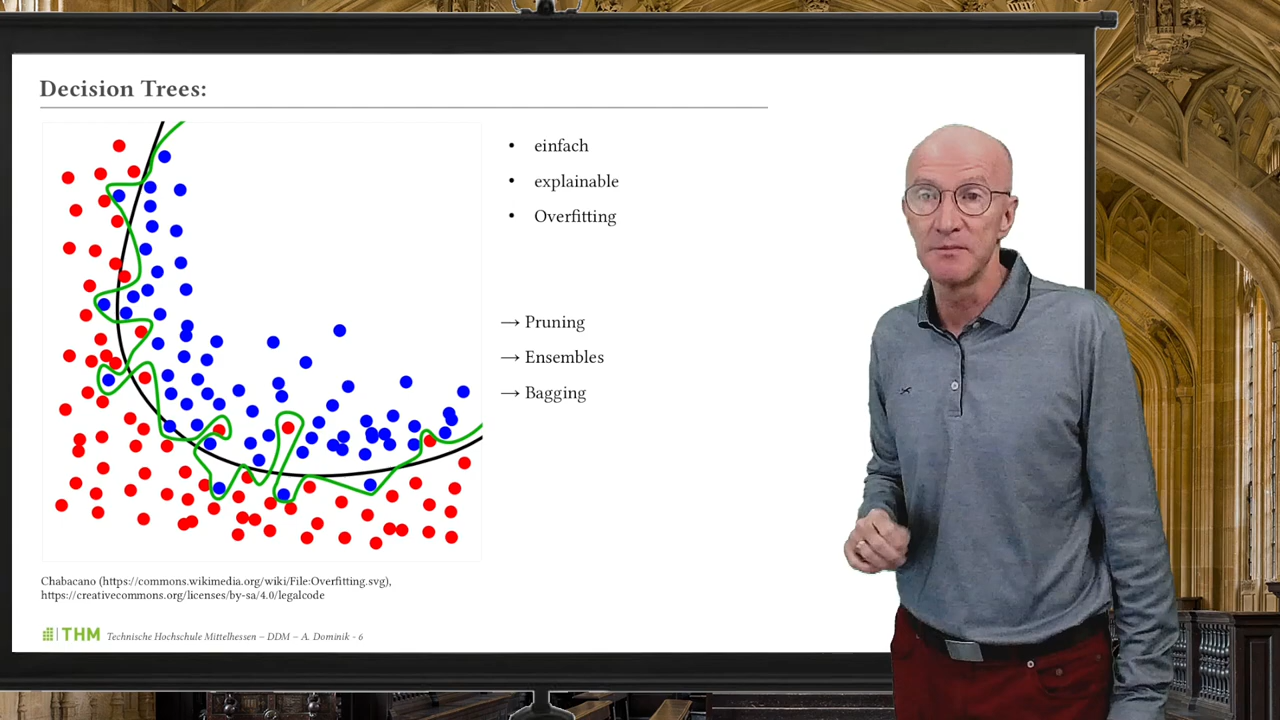 Decision Trees:
• einfach
• explainable
• Overfitting
→ Pruning
→ Ensembles
→ Bagging
Chabacano (https://commons.wikimedia.org/wiki/File:Overfitting.svg),
https://creativecommons.org/licenses/by-sa/4.0/legalcode
THM Technische Hochschule Mittelhessen – DDM – A. Dominik - 6